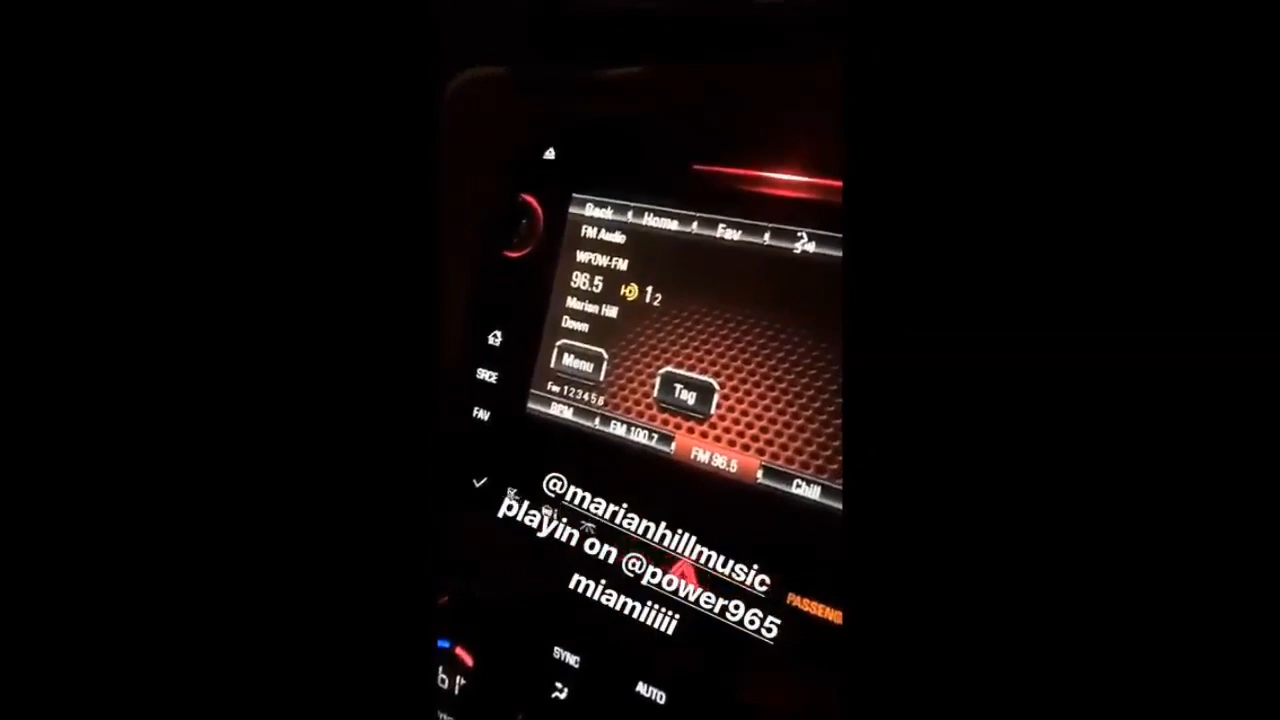 Back Home Fav
FM Audio
WPOW-FM
96.5 HD 1 2
Marian Hill
Down
Menu
Tag
Fav 1 2 3 4 5 6
BPM FM 100.7 FM 96.5 Chill
SRCE
FAV
@marianhillmusic
playin on @power965
miamiiiii
PASSENG
SYNC
AUTO